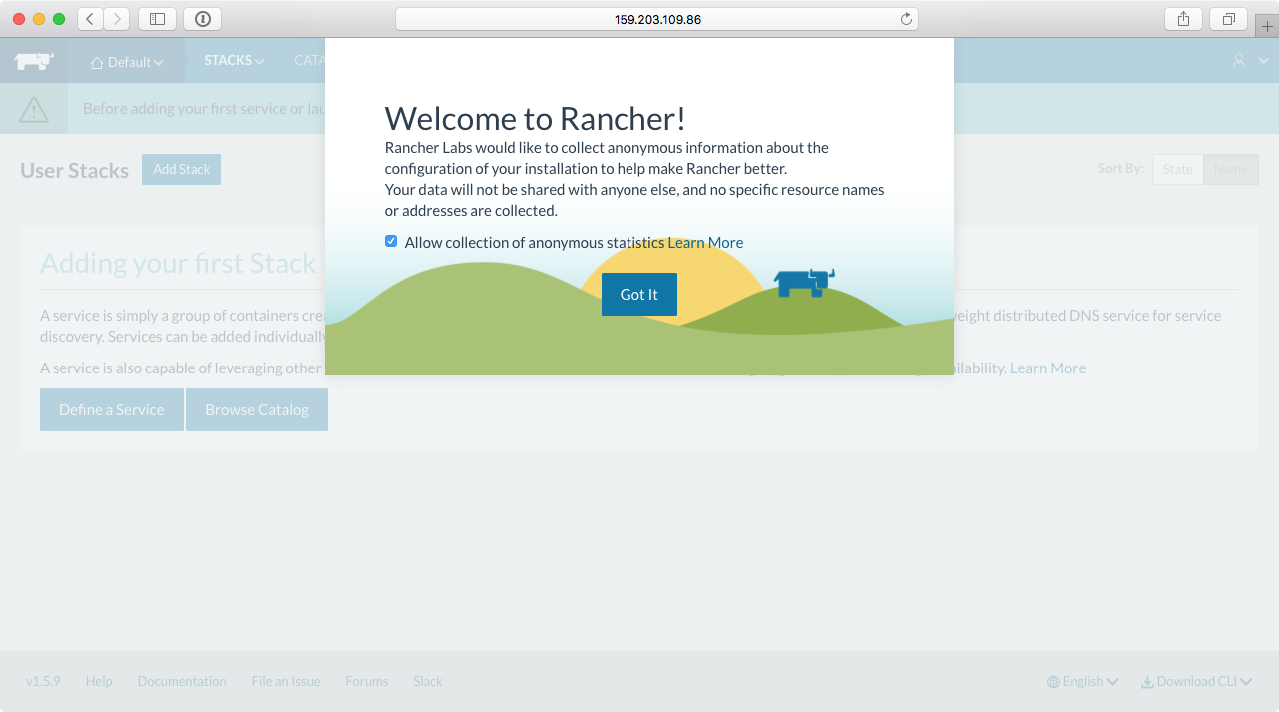 159.203.109.86
Default
STACKS
CATA
Before adding your first service or lau
Welcome to Rancher!
Rancher Labs would like to collect anonymous information about the
configuration of your installation to help make Rancher better.
Your data will not be shared with anyone else, and no specific resource names
or addresses are collected.
Allow collection of anonymous statistics Learn More
Got It
User Stacks
Add Stack
Sort By:
State
Name
Adding your first Stack
A service is simply a group of containers crea
eight distributed DNS service for service
discovery. Services can be added individually
A service is also capable of leveraging other
ilability. Learn More
Define a Service
Browse Catalog
v1.5.9
Help
Documentation
File an Issue
Forums
Slack
English
Download CLI